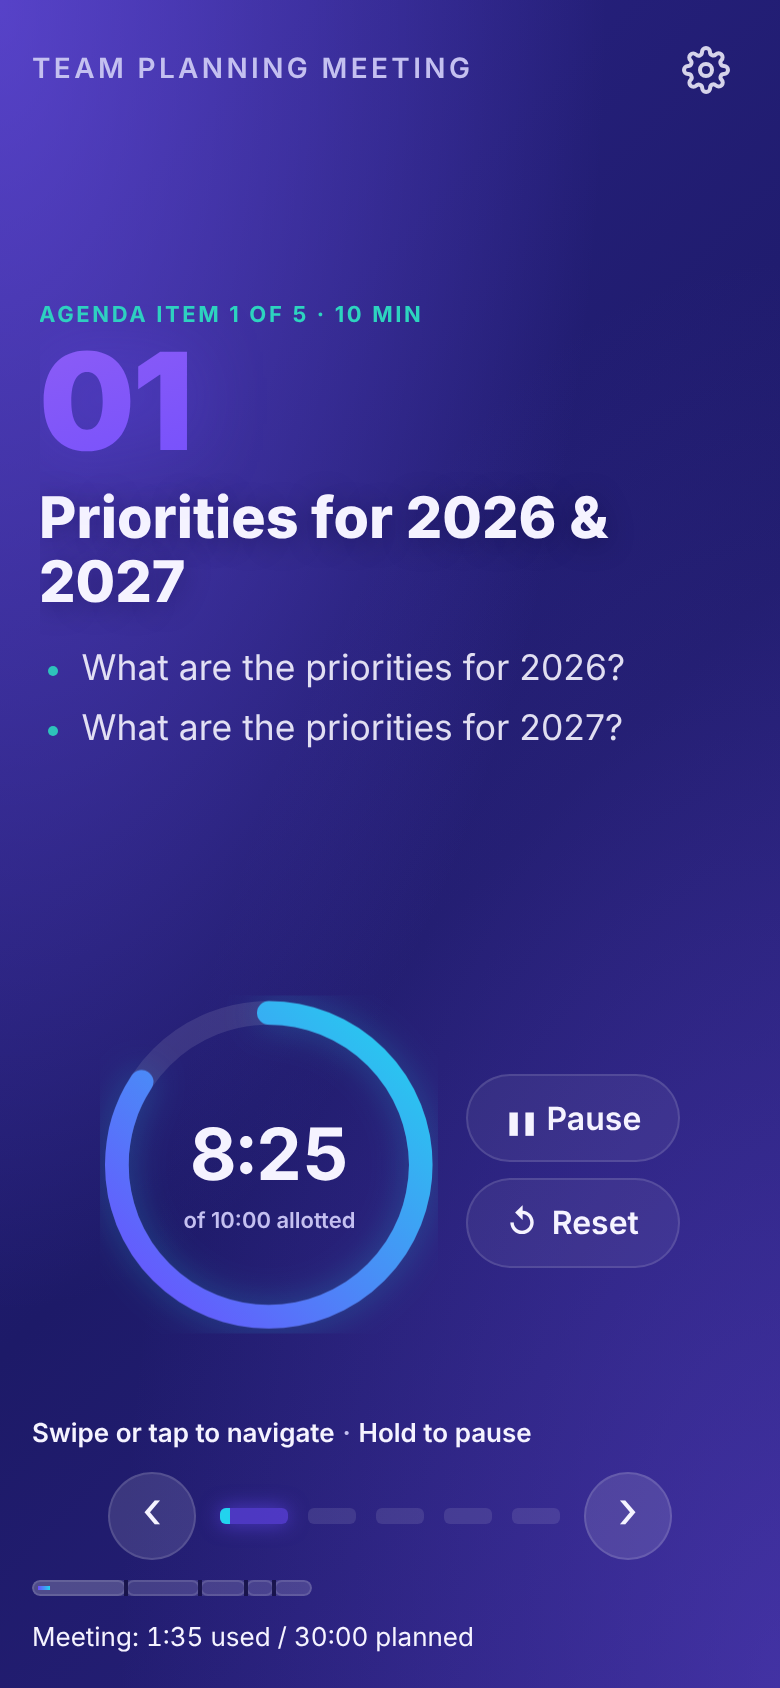 TEAM PLANNING MEETING
AGENDA ITEM 1 OF 5 · 10 MIN
01
Priorities for 2026 &
2027
• What are the priorities for 2026?
• What are the priorities for 2027?
8:25
of 10:00 allotted
Pause
Reset
Swipe or tap to navigate · Hold to pause
Meeting: 1:35 used / 30:00 planned